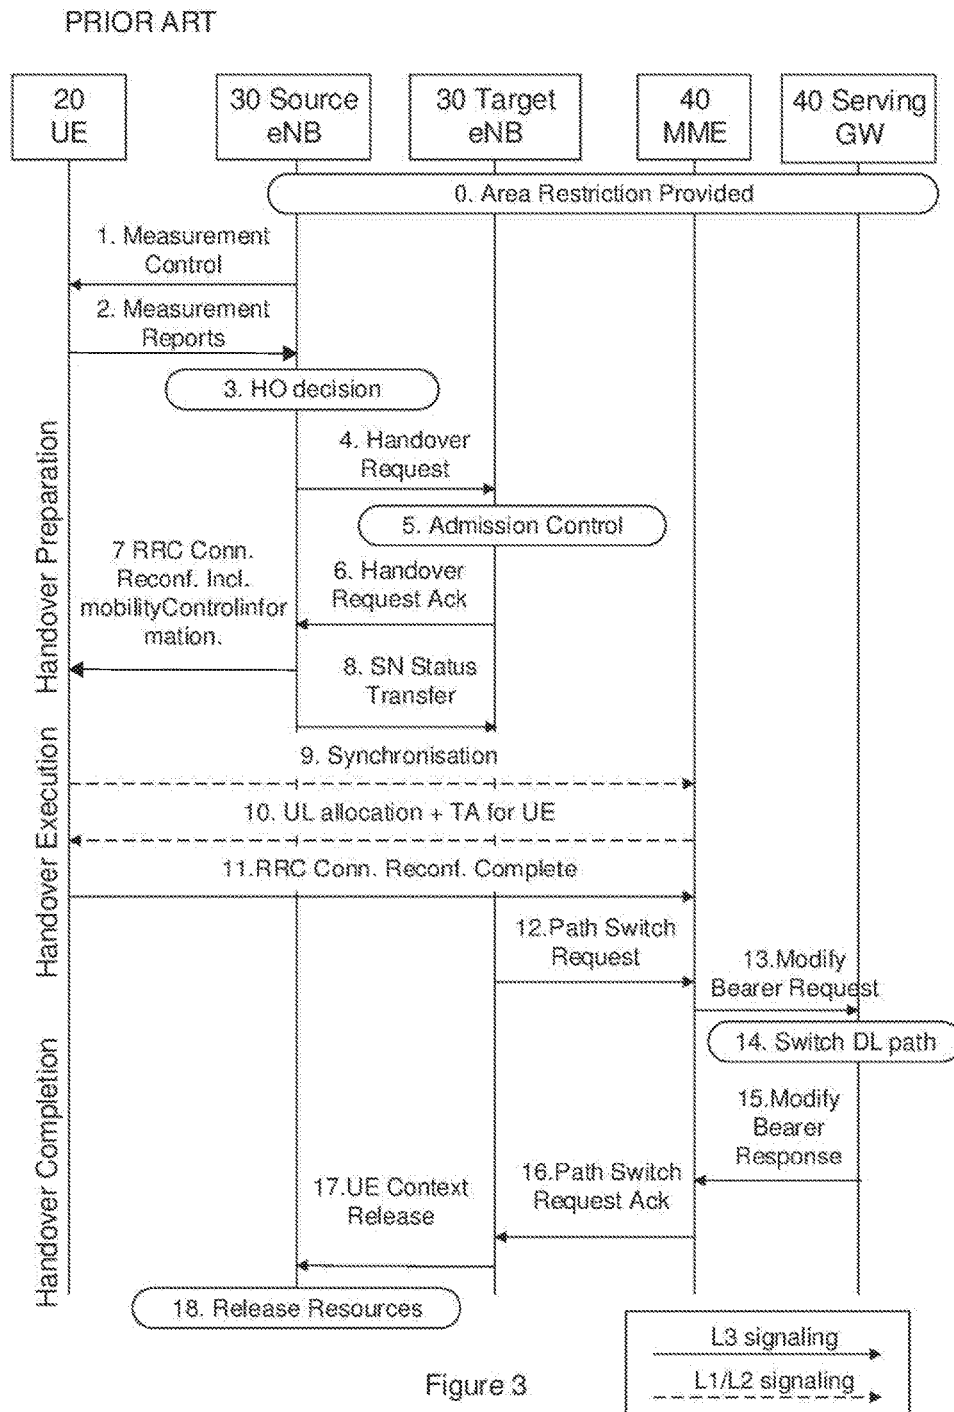 PRIOR ART
20
UE
30 Source
eNB
30 Target
eNB
40
MME
40 Serving
GW
0. Area Restriction Provided
1. Measurement
Control
2. Measurement
Reports
3. HO decision
4. Handover
Request
5. Admission Control
Handover Preparation
7 RRC Conn.
Reconf. Incl.
mobilityControlinfor
mation.
6. Handover
Request Ack
8. SN Status
Transfer
9. Synchronisation
Handover Execution
10. UL allocation + TA for UE
11.RRC Conn. Reconf. Complete
12.Path Switch
Request
13.Modify
Bearer Request
14. Switch DL path
Handover Completion
15.Modify
Bearer
Response
16.Path Switch
Request Ack
17.UE Context
Release
18. Release Resources
L3 signaling
L1/L2 signaling
Figure 3